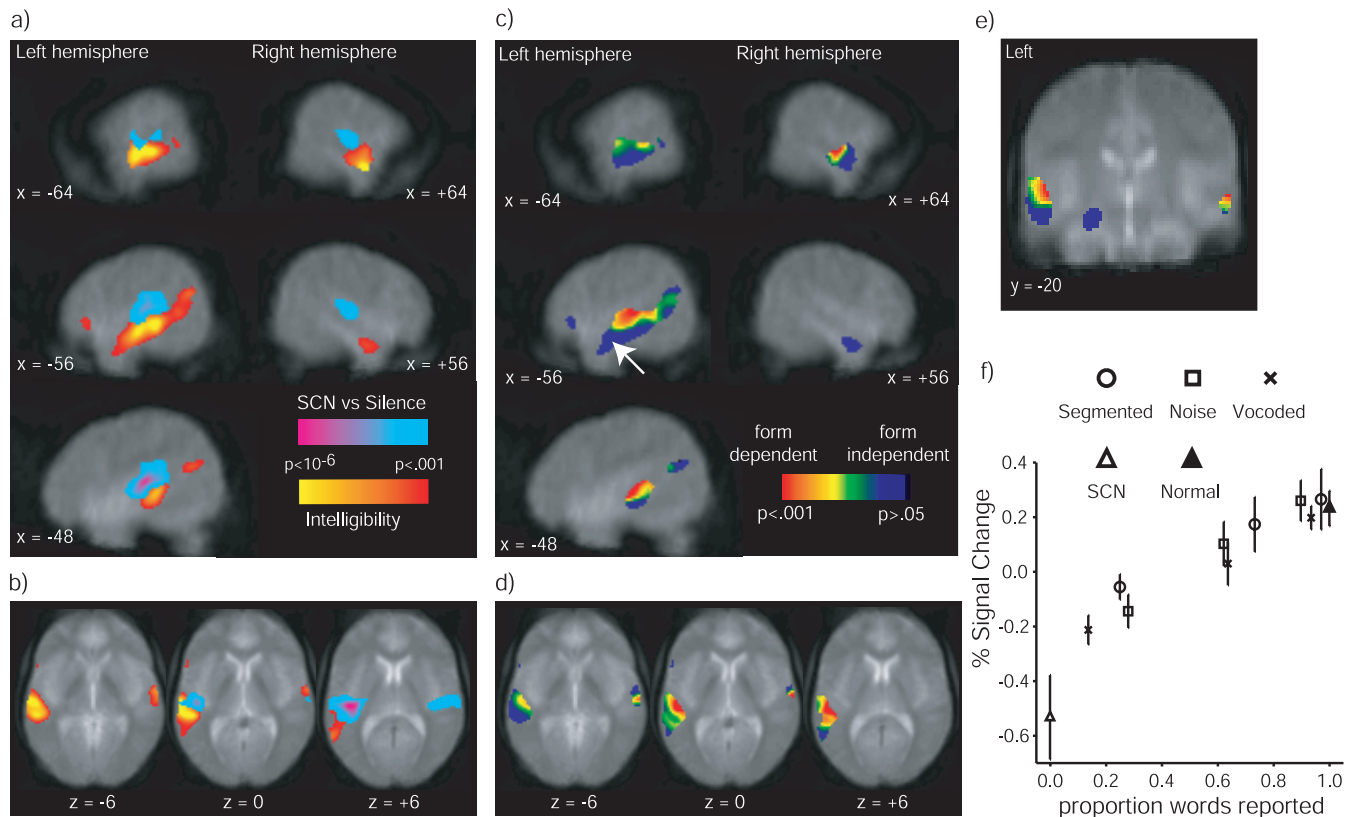 a)
Left hemisphere
Right hemisphere
x = -64
x = +64
x = -56
x = +56
SCN vs Silence
p<10-6
p<.001
Intelligibility
x = -48
b)
z = -6
z = 0
z = +6
c)
Left hemisphere
Right hemisphere
x = -64
x = +64
x = -56
x = +56
form dependent
form independent
p<.001
p>.05
x = -48
d)
z = -6
z = 0
z = +6
e)
Left
y = -20
f)
Segmented
Noise
Vocoded
SCN
Normal
% Signal Change
0.4
0.2
0.0
-0.2
-0.4
-0.6
0.0
0.2
0.4
0.6
0.8
1.0
proportion words reported